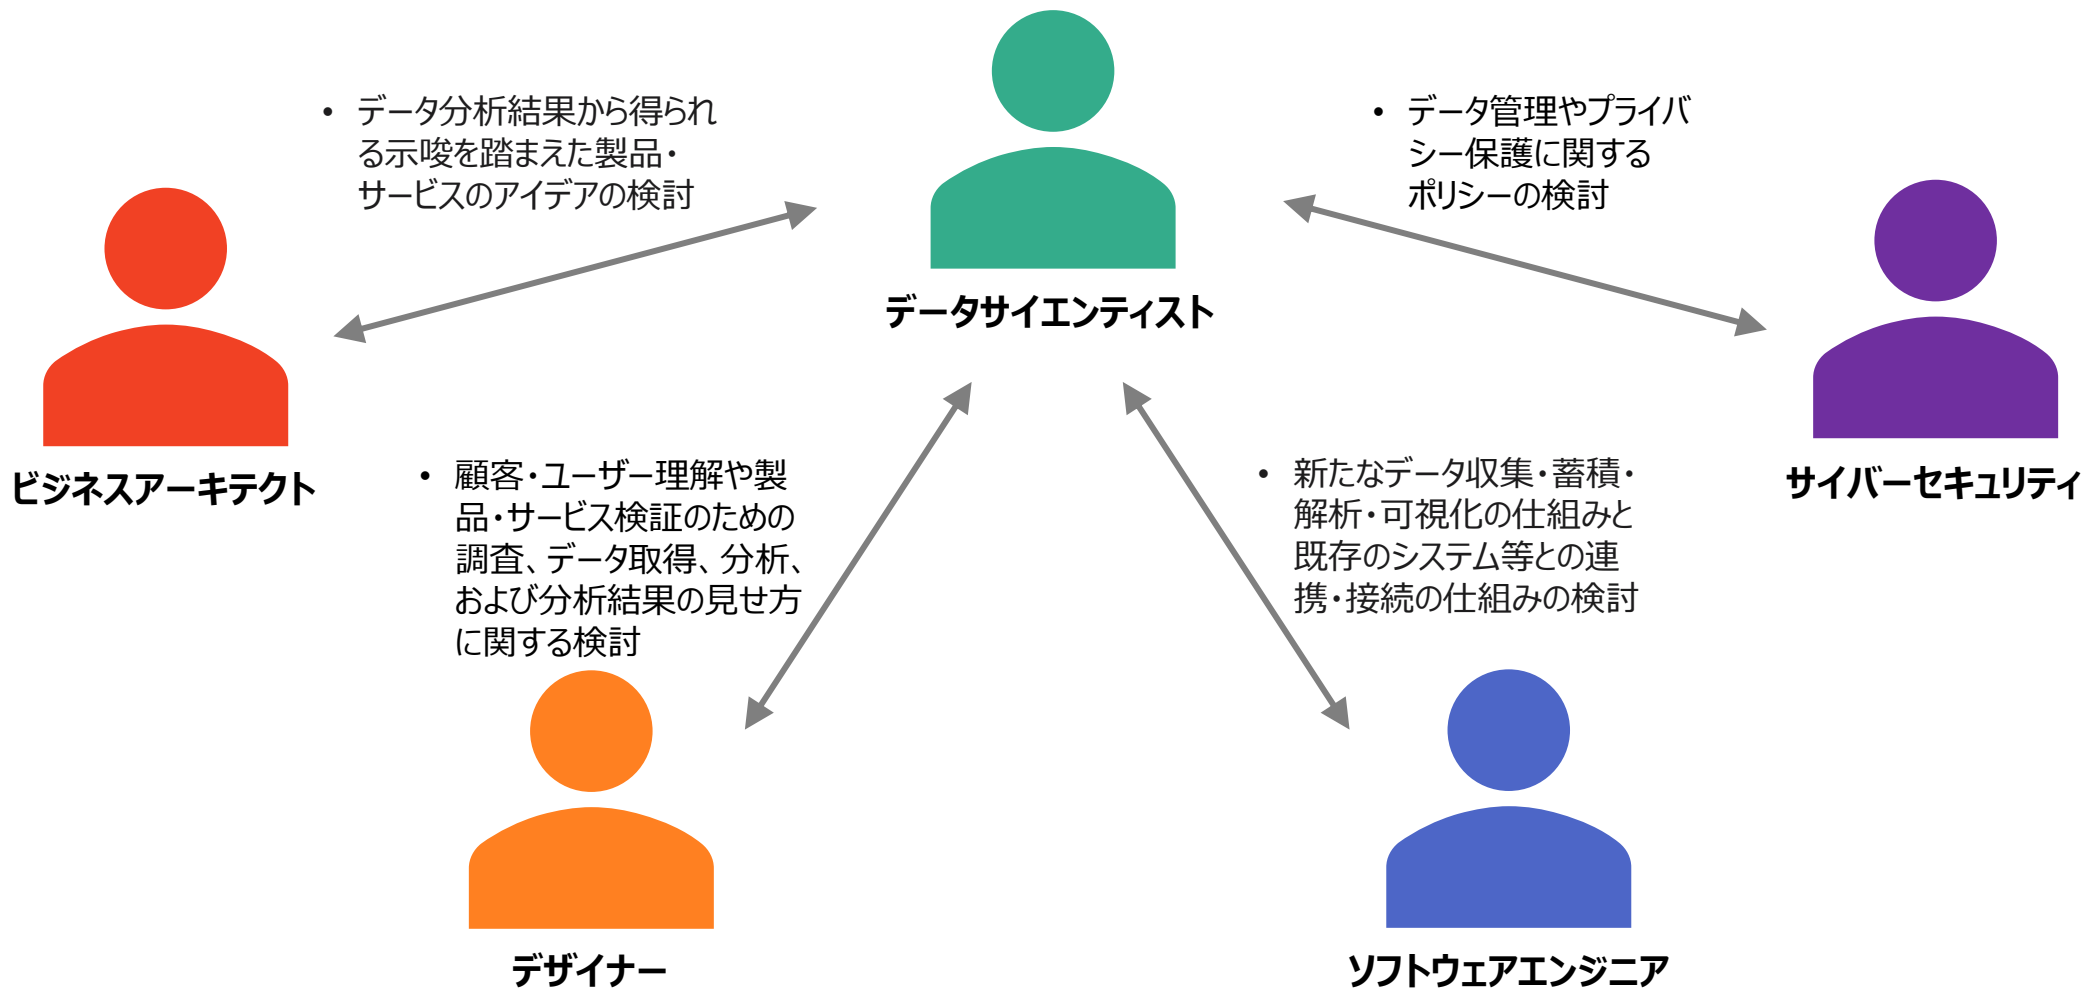 • データ分析結果から得られ
る示唆を踏まえた製品・
サービスのアイデアの検討
• データ管理やプライバ
シー保護に関する
ポリシーの検討
データサイエンティスト
ビジネスアーキテクト
サイバーセキュリティ
• 顧客・ユーザー理解や製
品・サービス検証のための
調査、データ取得、分析、
および分析結果の見せ方
に関する検討
• 新たなデータ収集・蓄積・
解析・可視化の仕組みと
既存のシステム等との連
携・接続の仕組みの検討
デザイナー
ソフトウェアエンジニア